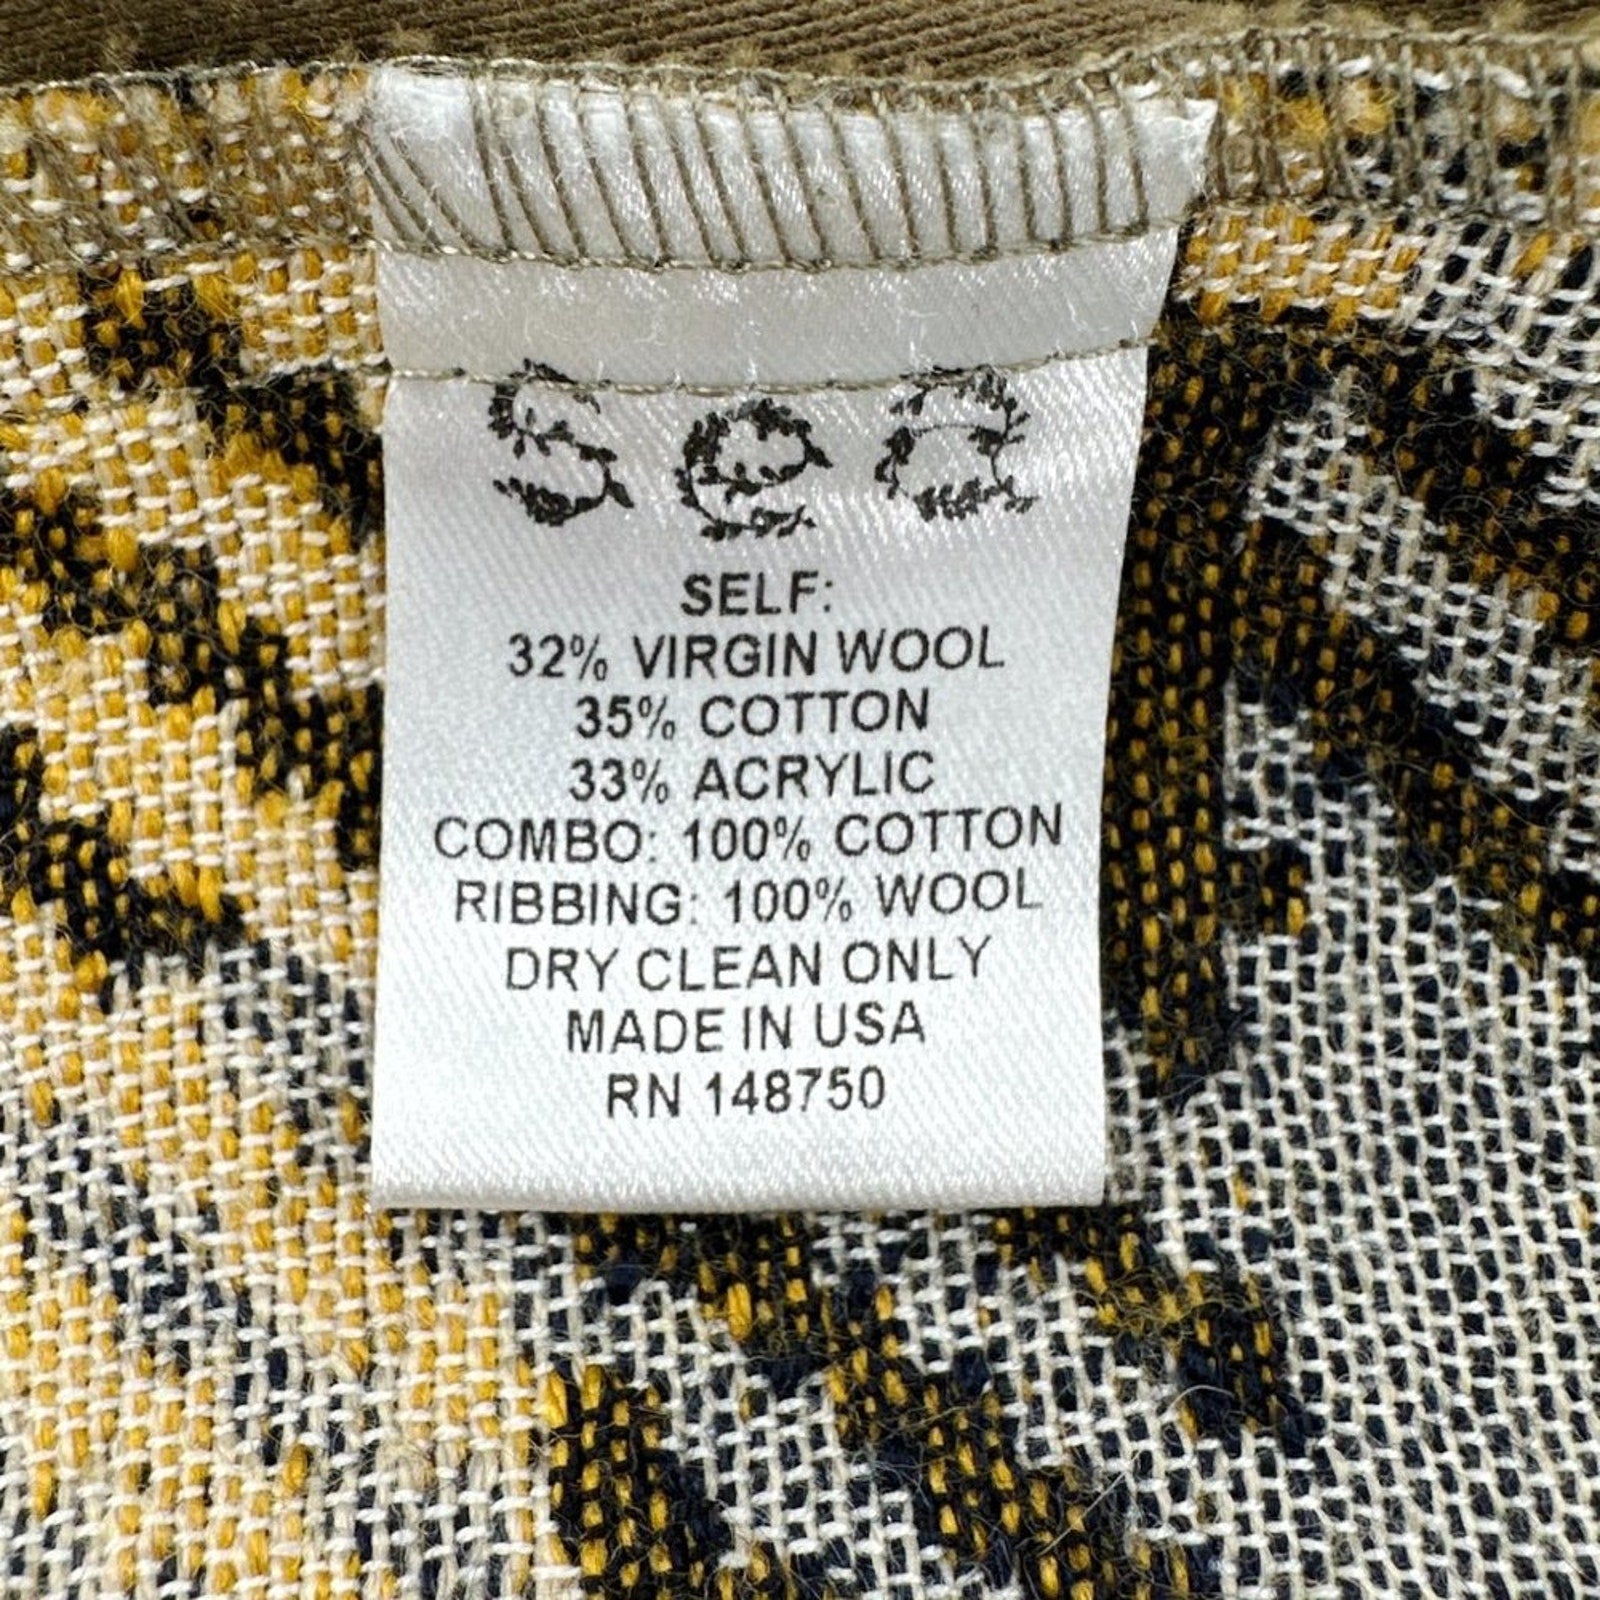 Sea
SELF:
32% VIRGIN WOOL
35% COTTON
33% ACRYLIC
COMBO: 100% COTTON
RIBBING: 100% WOOL
DRY CLEAN ONLY
MADE IN USA
RN 148750